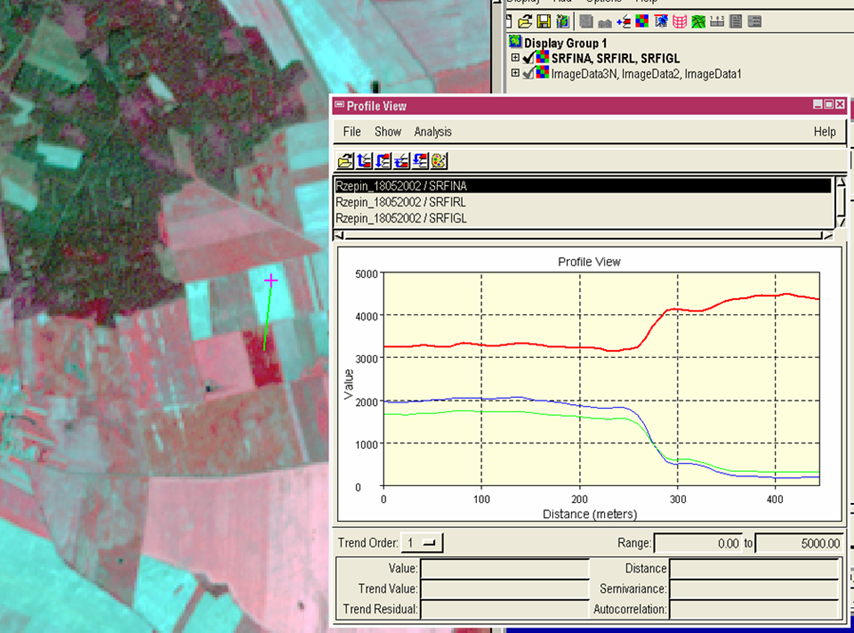 Display Add Options Help
Display Group 1
SRFINA, SRFIRL, SRFIGL
ImageData3N, ImageData2, ImageData1
Profile View
File Show Analysis Help
Rzepin_18052002 / SRFINA
Rzepin_18052002 / SRFIRL
Rzepin_18052002 / SRFIGL
Profile View
5000
4000
3000
2000
1000
0
Value
0 100 200 300 400
Distance (meters)
Trend Order: 1 Range: 0.00 to 5000.00
Value: Distance
Trend Value: Semivariance:
Trend Residual: Autocorrelation: